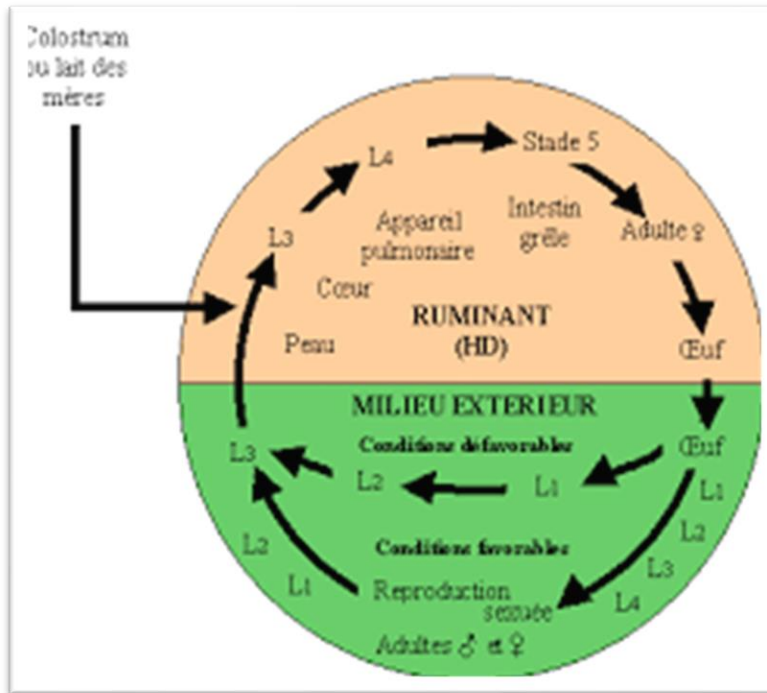 Colostrum
ou lait des
mères
L4
Stade 5
L3
Appareil
pulmonaire
Intestin
grêle
Adulte ♀
Cœur
Peau
RUMINANT
(HD)
Œuf
MILIEU EXTERIEUR
Conditions défavorables
Œuf
L3
L2
L1
L1
L2
L3
L4
Conditions favorables
L2
L1
Reproduction
sexuée
Adultes ♂ et ♀